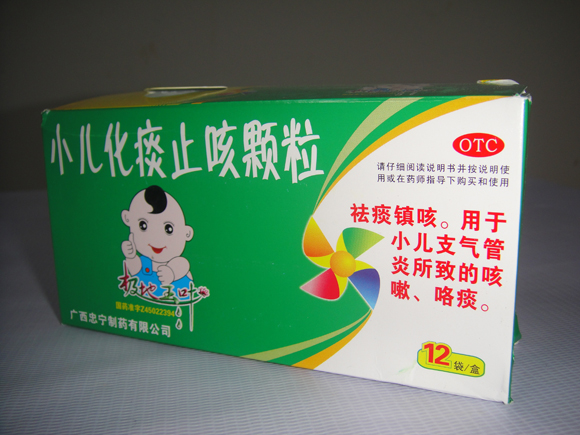 小儿化痰止咳颗粒
OTC
请仔细阅读说明书并按说明使
用或在药师指导下购买和使用
祛痰镇咳。用于
小儿支气管
炎所致的咳
嗽、咯痰。
极地玉叶
国药准字Z45022394
广西忠宁制药有限公司
12袋/盒